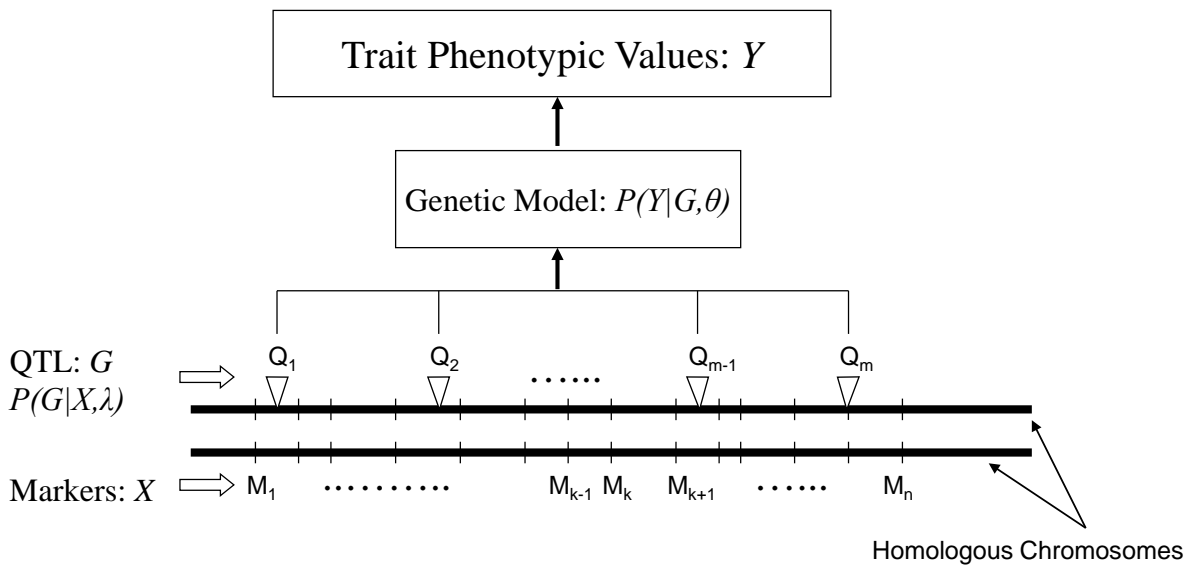 Trait Phenotypic Values: Y
Genetic Model: P(Y|G,θ)
QTL: G
P(G|X,λ)
Q1 Q2 ...... Qm-1 Qm
Markers: X
M1 .......... Mk-1 Mk Mk+1 ...... Mn
Homologous Chromosomes